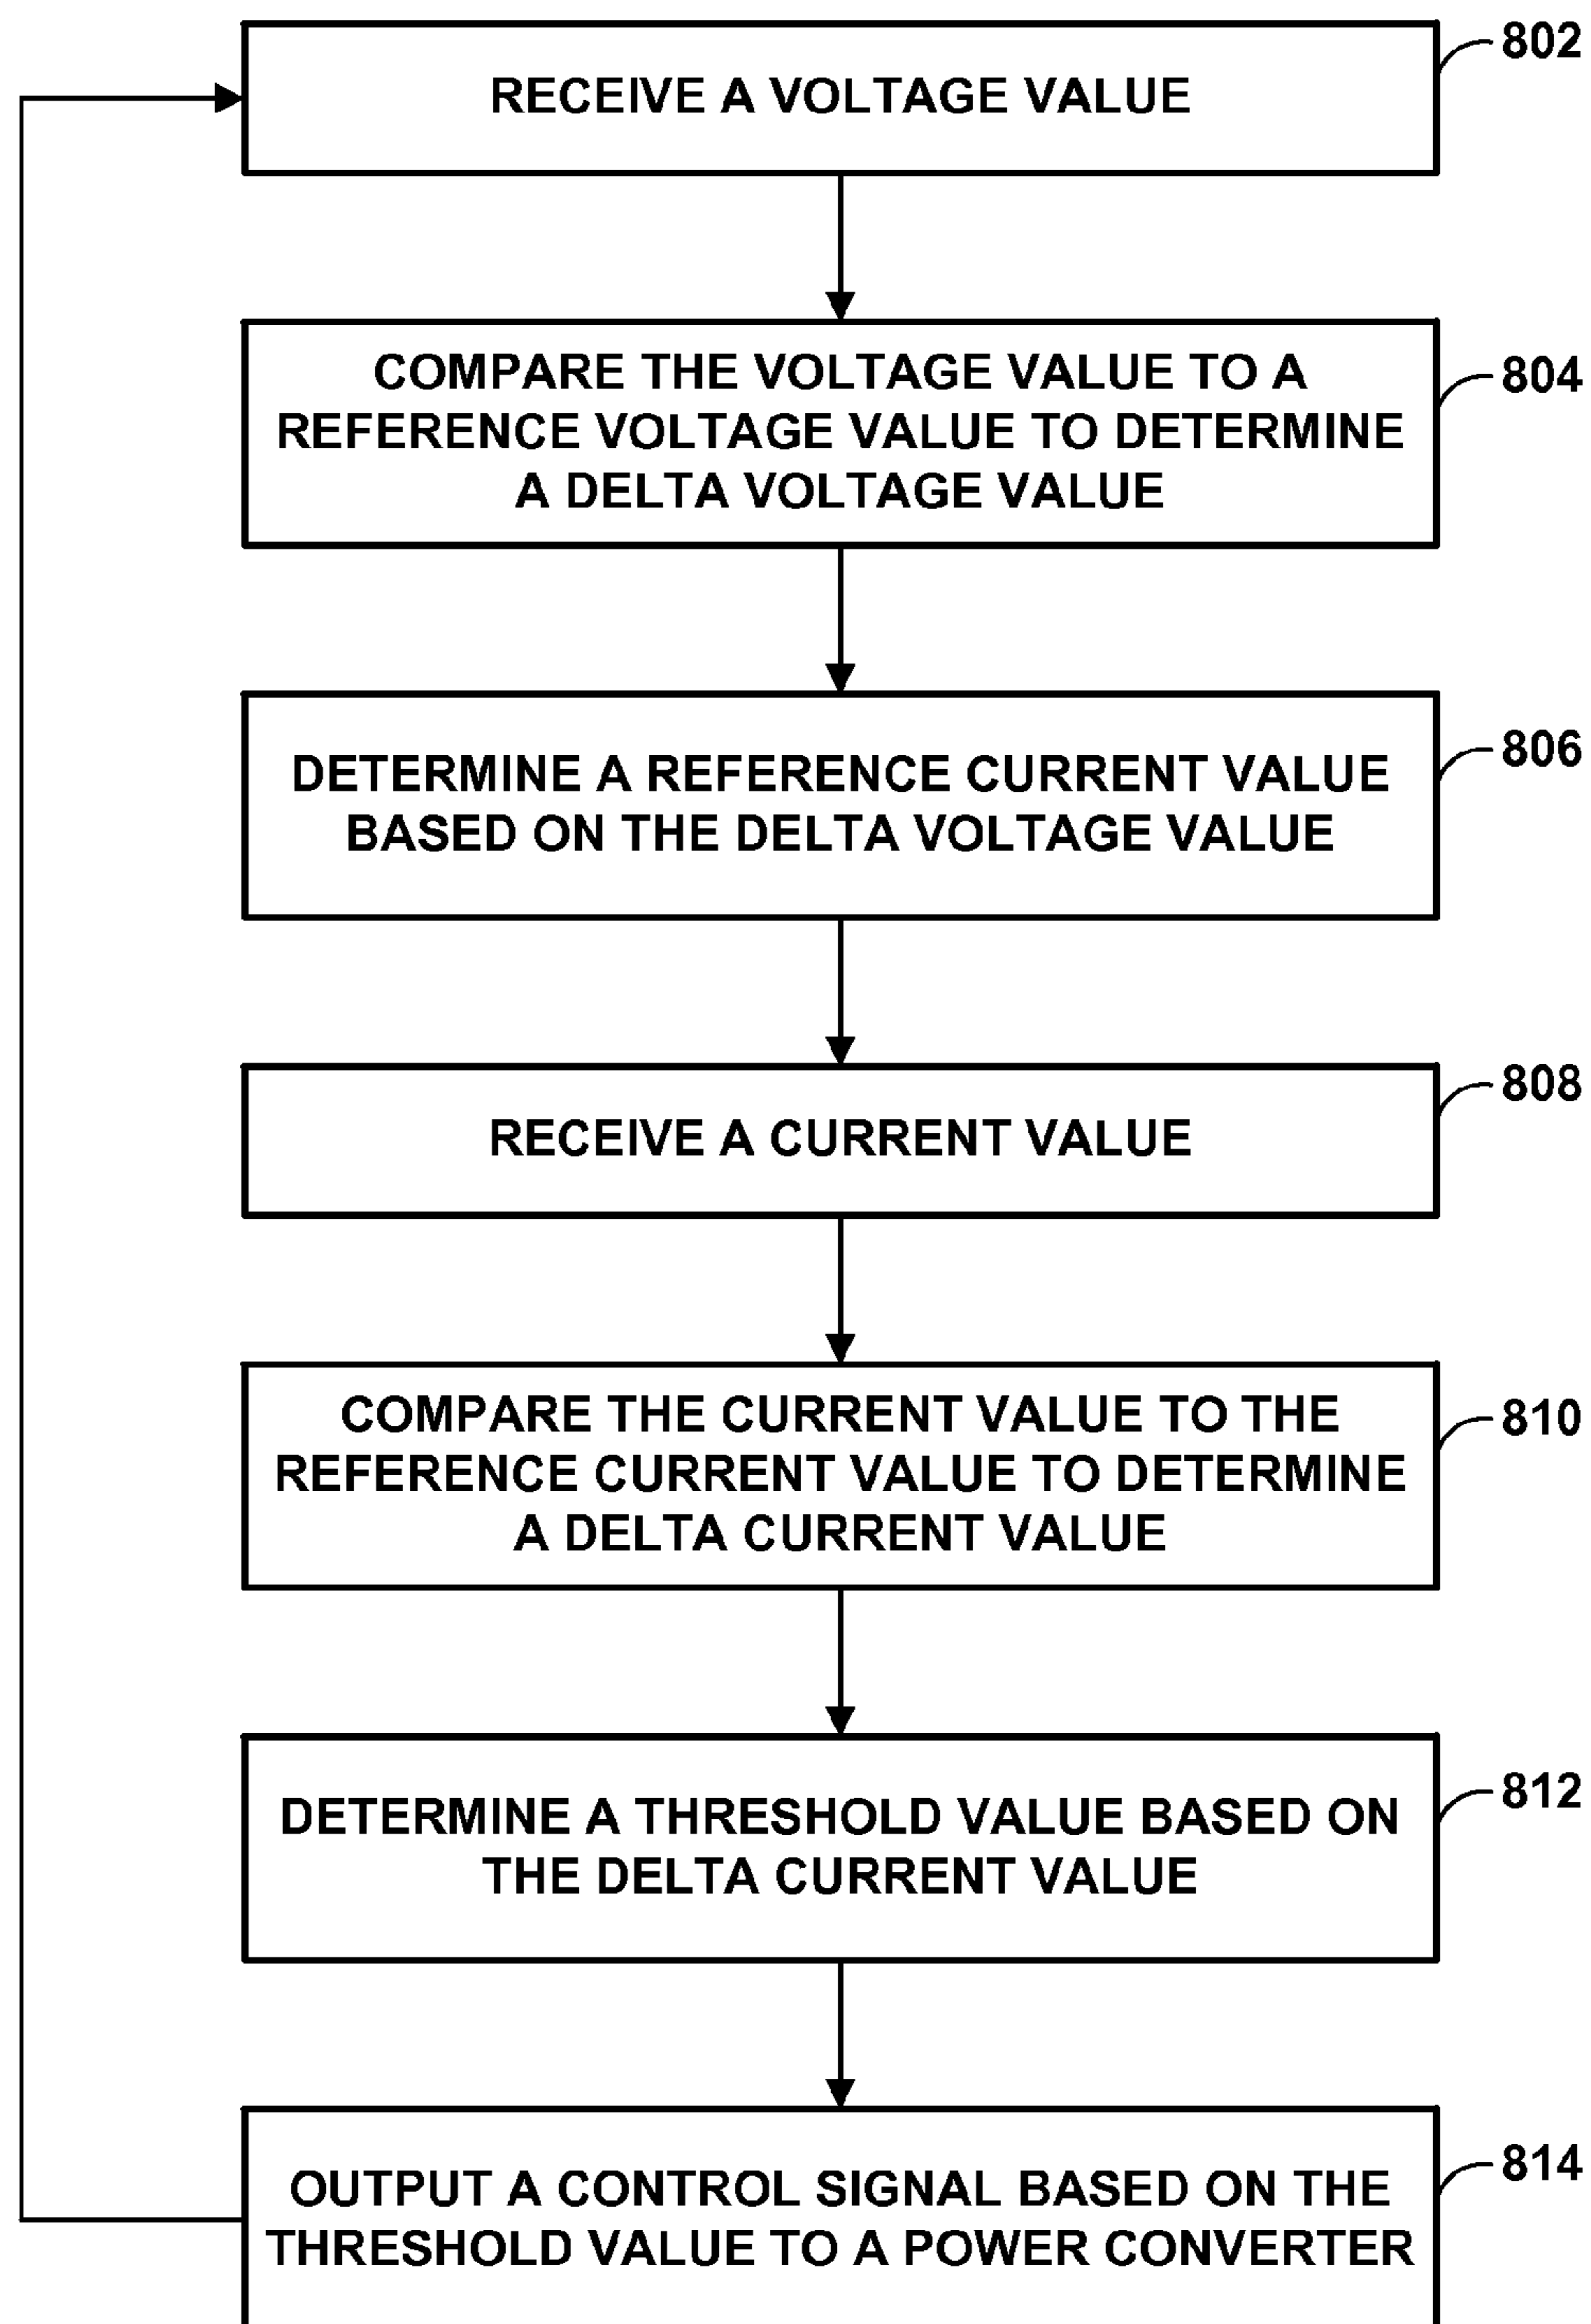 802
RECEIVE A VOLTAGE VALUE
804
COMPARE THE VOLTAGE VALUE TO A
REFERENCE VOLTAGE VALUE TO DETERMINE
A DELTA VOLTAGE VALUE
806
DETERMINE A REFERENCE CURRENT VALUE
BASED ON THE DELTA VOLTAGE VALUE
808
RECEIVE A CURRENT VALUE
810
COMPARE THE CURRENT VALUE TO THE
REFERENCE CURRENT VALUE TO DETERMINE
A DELTA CURRENT VALUE
812
DETERMINE A THRESHOLD VALUE BASED ON
THE DELTA CURRENT VALUE
814
OUTPUT A CONTROL SIGNAL BASED ON THE
THRESHOLD VALUE TO A POWER CONVERTER